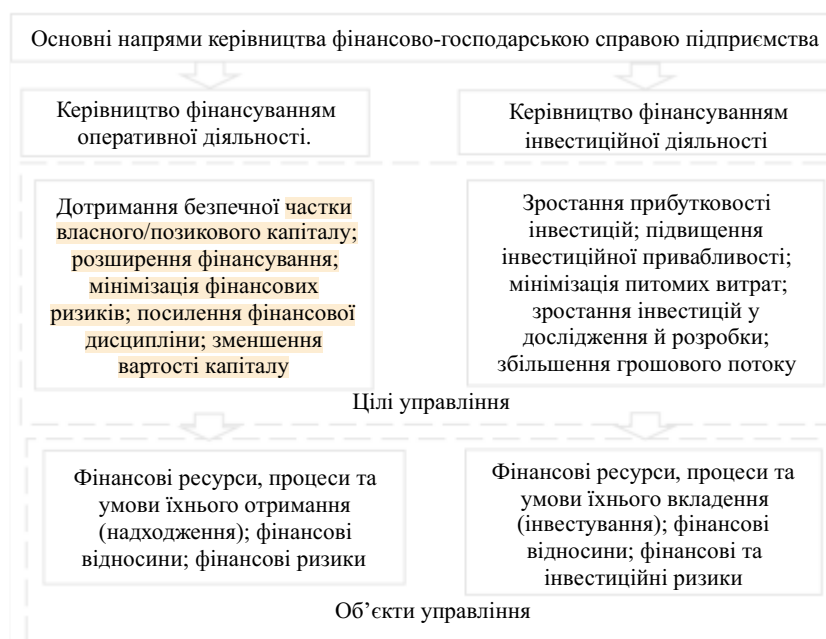 Основні напрями керівництва фінансово-господарською справою підприємства
Керівництво фінансуванням
оперативної діяльності.
Керівництво фінансуванням
інвестиційної діяльності
Дотримання безпечної частки
власного/позикового капіталу;
розширення фінансування;
мінімізація фінансових
ризиків; посилення фінансової
дисципліни; зменшення
вартості капіталу
Зростання прибутковості
інвестицій; підвищення
інвестиційної привабливості;
мінімізація питомих витрат;
зростання інвестицій у
дослідження й розробки;
збільшення грошового потоку
Цілі управління
Фінансові ресурси, процеси та
умови їхнього отримання
(надходження); фінансові
відносини; фінансові ризики
Фінансові ресурси, процеси та
умови їхнього вкладення
(інвестування); фінансові
відносини; фінансові та
інвестиційні ризики
Об’єкти управління